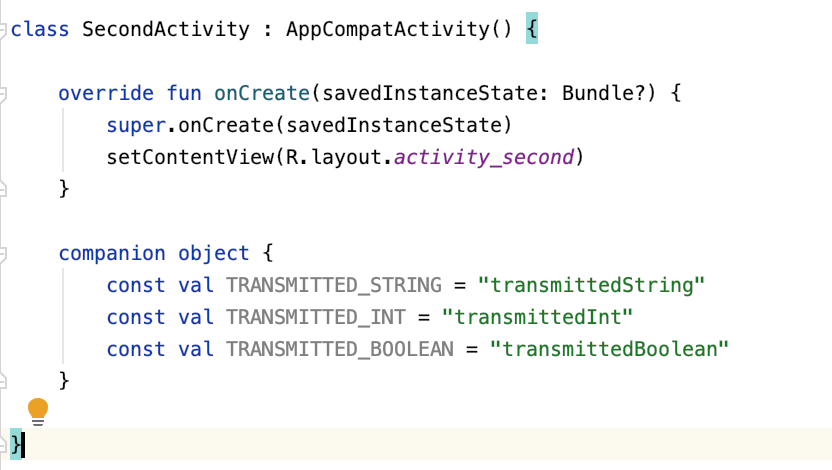 class SecondActivity : AppCompatActivity() {
override fun onCreate(savedInstanceState: Bundle?) {
super.onCreate(savedInstanceState)
setContentView(R.layout.activity_second)
}
companion object {
const val TRANSMITTED_STRING = "transmittedString"
const val TRANSMITTED_INT = "transmittedInt"
const val TRANSMITTED_BOOLEAN = "transmittedBoolean"
}
}